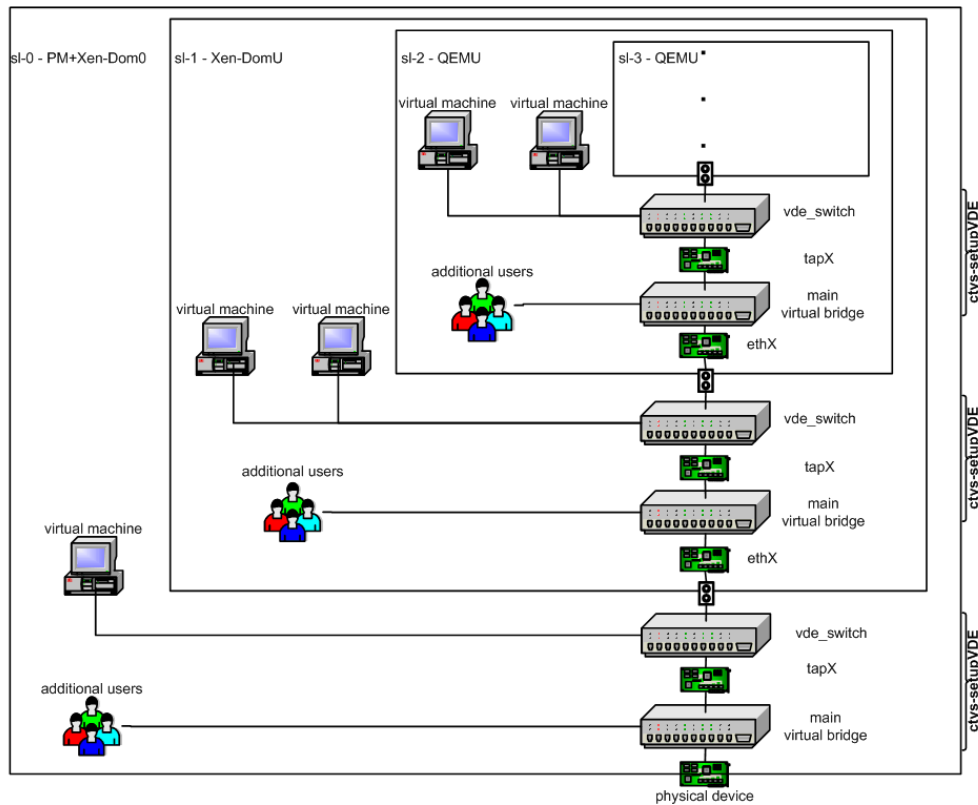 sl-0 - PM+Xen-Dom0
sl-1 - Xen-DomU
sl-2 - QEMU
sl-3 - QEMU
virtual machine
virtual machine
vde_switch
ctvs-setupVDE
tapX
additional users
main
virtual bridge
virtual machine
virtual machine
ethX
vde_switch
ctvs-setupVDE
tapX
additional users
main
virtual bridge
virtual machine
ethX
vde_switch
ctvs-setupVDE
tapX
additional users
main
virtual bridge
physical device